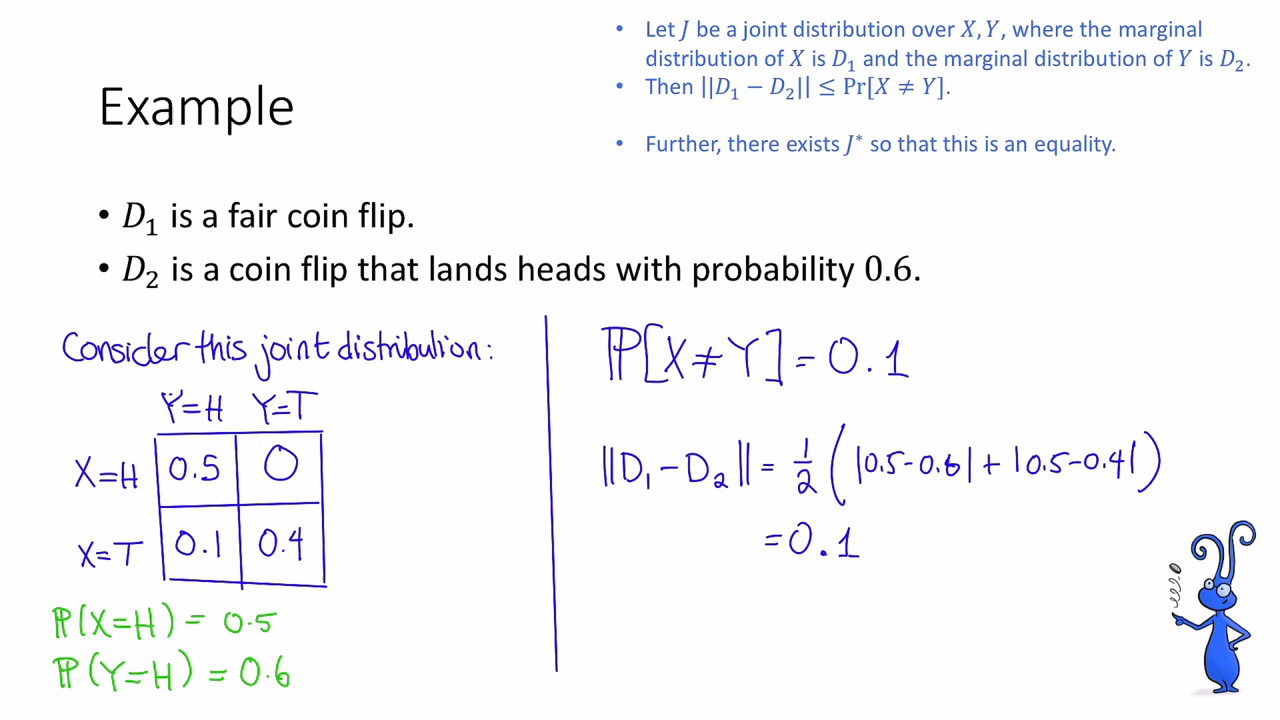 • Let J be a joint distribution over X, Y, where the marginal
distribution of X is D₁ and the marginal distribution of Y is D₂.
• Then ||D₁ − D₂|| ≤ Pr[X ≠ Y].
• Further, there exists J* so that this is an equality.
Example
• D₁ is a fair coin flip.
• D₂ is a coin flip that lands heads with probability 0.6.
Consider this joint distribution:
Y=H Y=T
X=H 0.5 0
X=T 0.1 0.4
ℙ(X=H) = 0.5
ℙ(Y=H) = 0.6
ℙ[X≠Y] = 0.1
||D₁ − D₂|| = 1/2 (|0.5-0.6| + |0.5-0.4|)
= 0.1